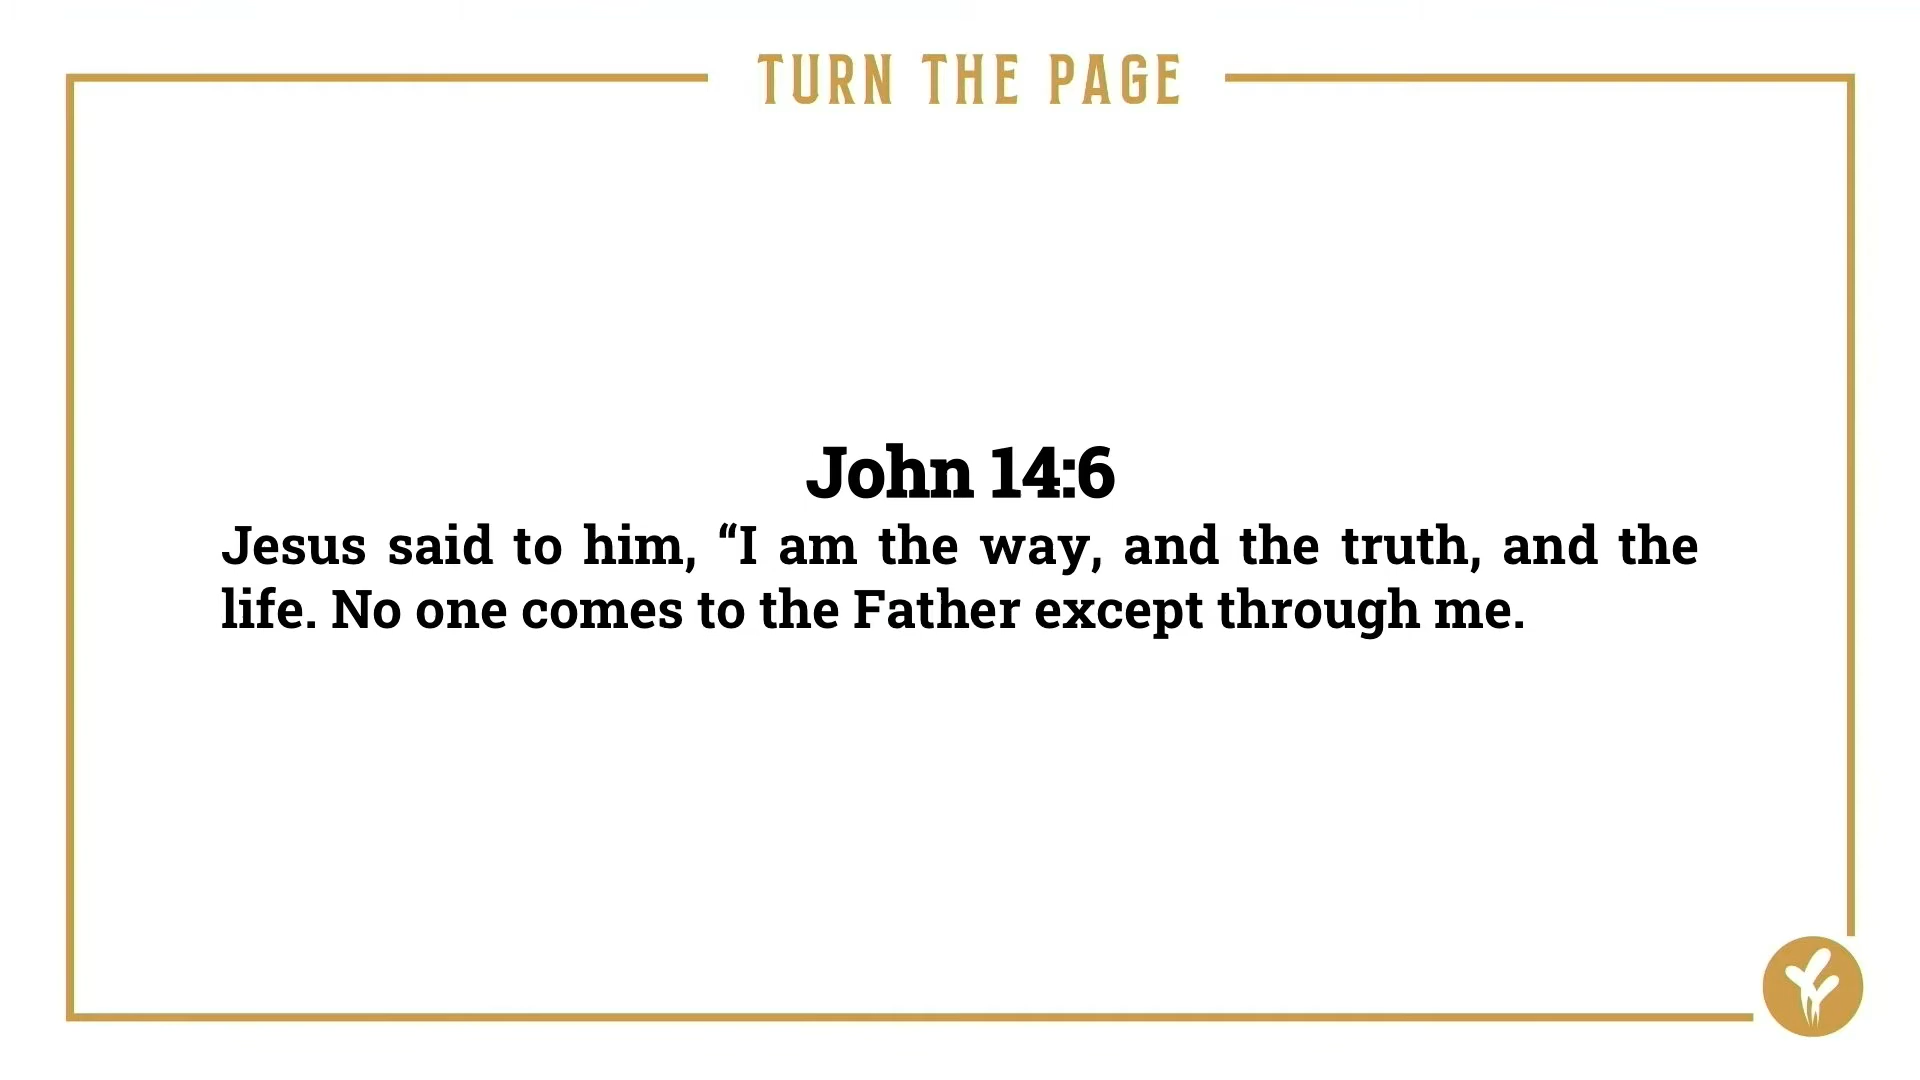 TURN THE PAGE
John 14:6
Jesus said to him, “I am the way, and the truth, and the
life. No one comes to the Father except through me.